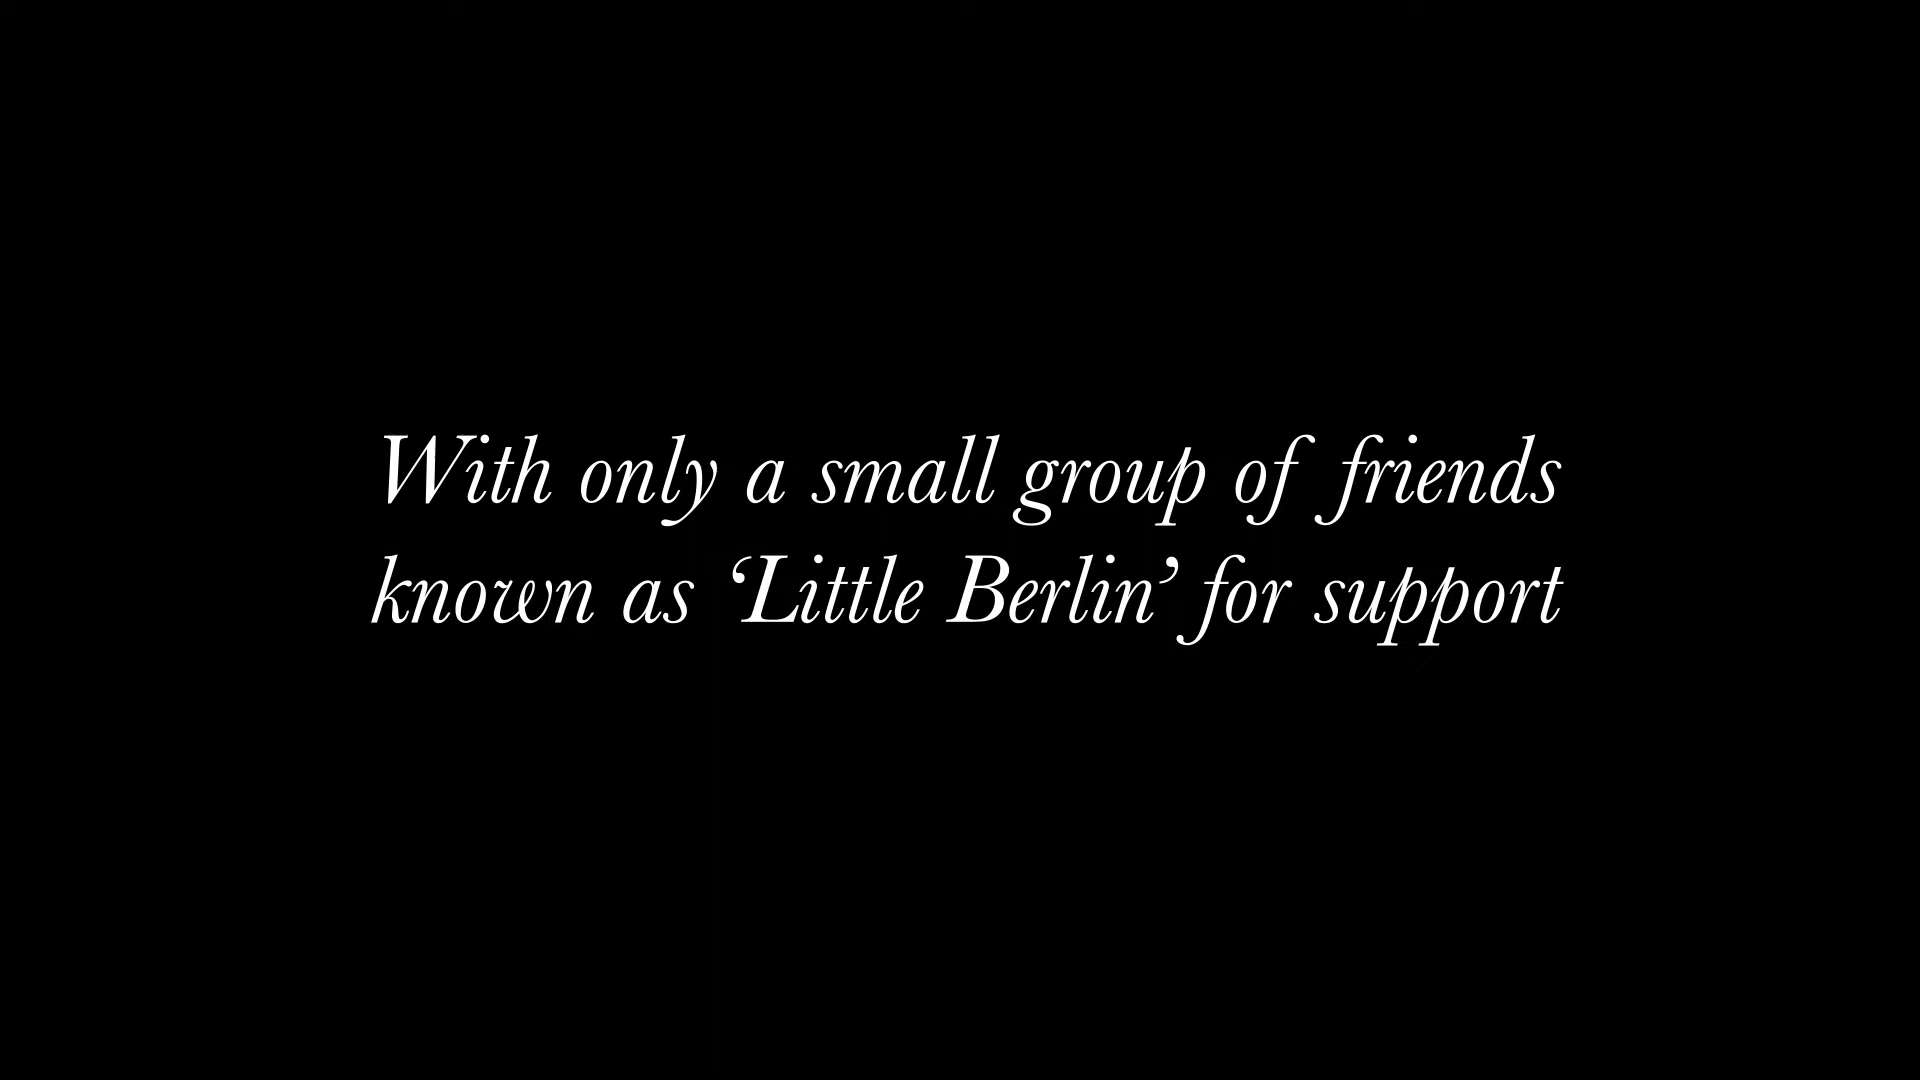 With only a small group of friends
known as ‘Little Berlin’ for support